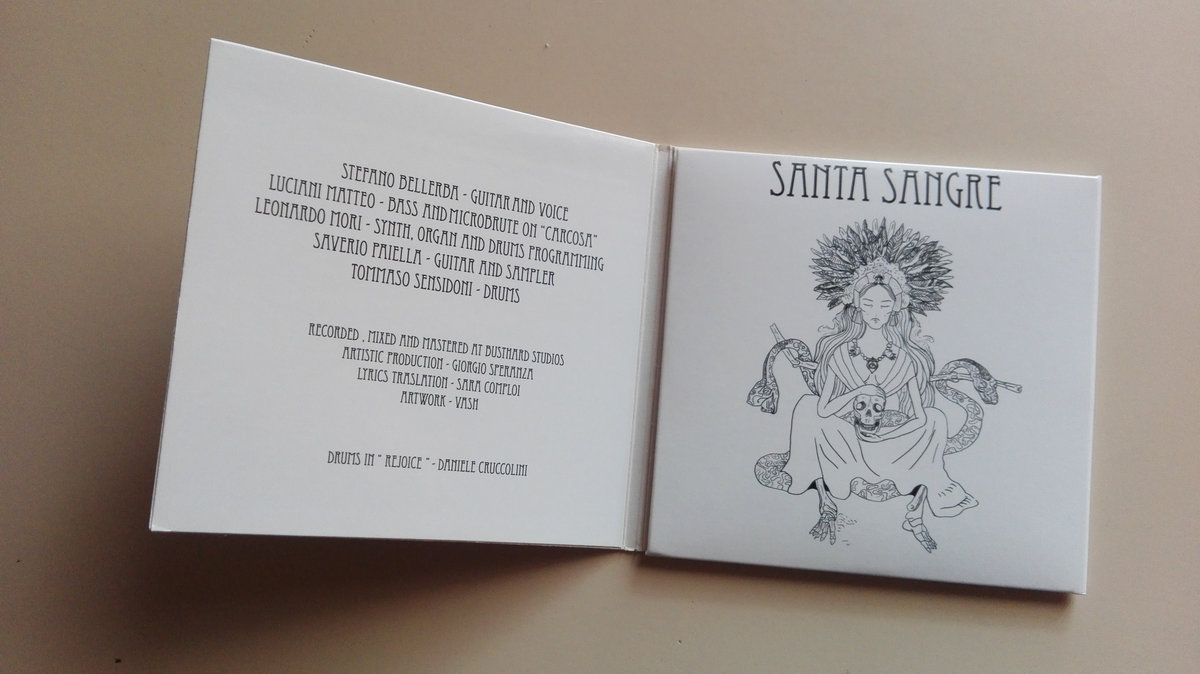 STEFANO BELLERBA - GUITAR AND VOICE
LUCIANI MATTEO - BASS AND MICROBRUTE ON "CARCOSA"
LEONARDO MORI - SYNTH, ORGAN AND DRUMS PROGRAMMING
SAVERIO PAIELLA - GUITAR AND SAMPLER
TOMMASO SENSIDONI - DRUMS
RECORDED , MIXED AND MASTERED AT BUSTHARD STUDIOS
ARTISTIC PRODUCTION - GIORGIO SPERANZA
LYRICS TRASLATION - SARA COMPLOI
ARTWORK - VASH
DRUMS IN " REJOICE " - DANIELE CRUCCOLINI
SANTA SANGRE